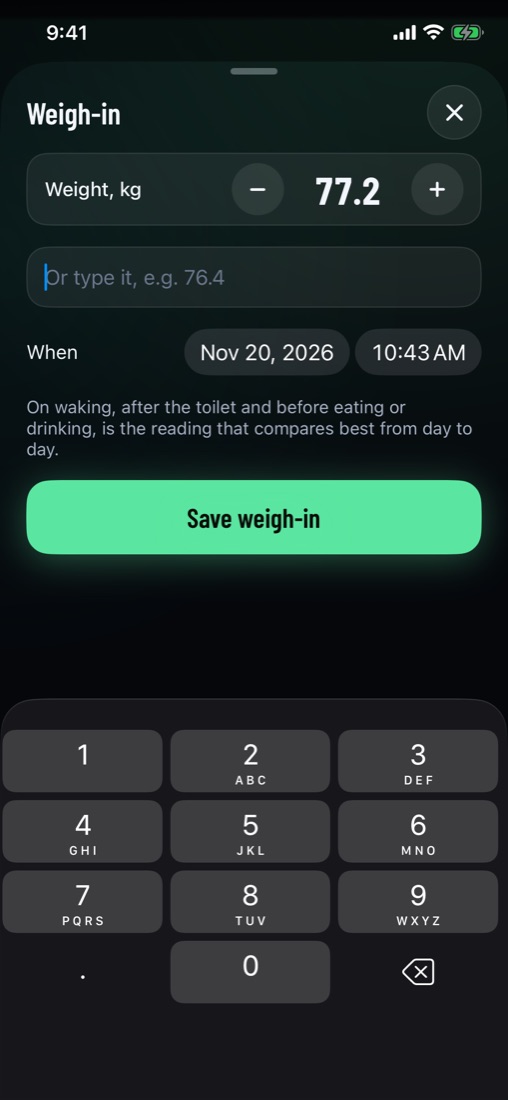 9:41
Weigh-in
Weight, kg
77.2
Or type it, e.g. 76.4
When
Nov 20, 2026
10:43 AM
On waking, after the toilet and before eating or
drinking, is the reading that compares best from day to
day.
Save weigh-in
1
2
ABC
3
DEF
4
GHI
5
JKL
6
MNO
7
PQRS
8
TUV
9
WXYZ
.
0